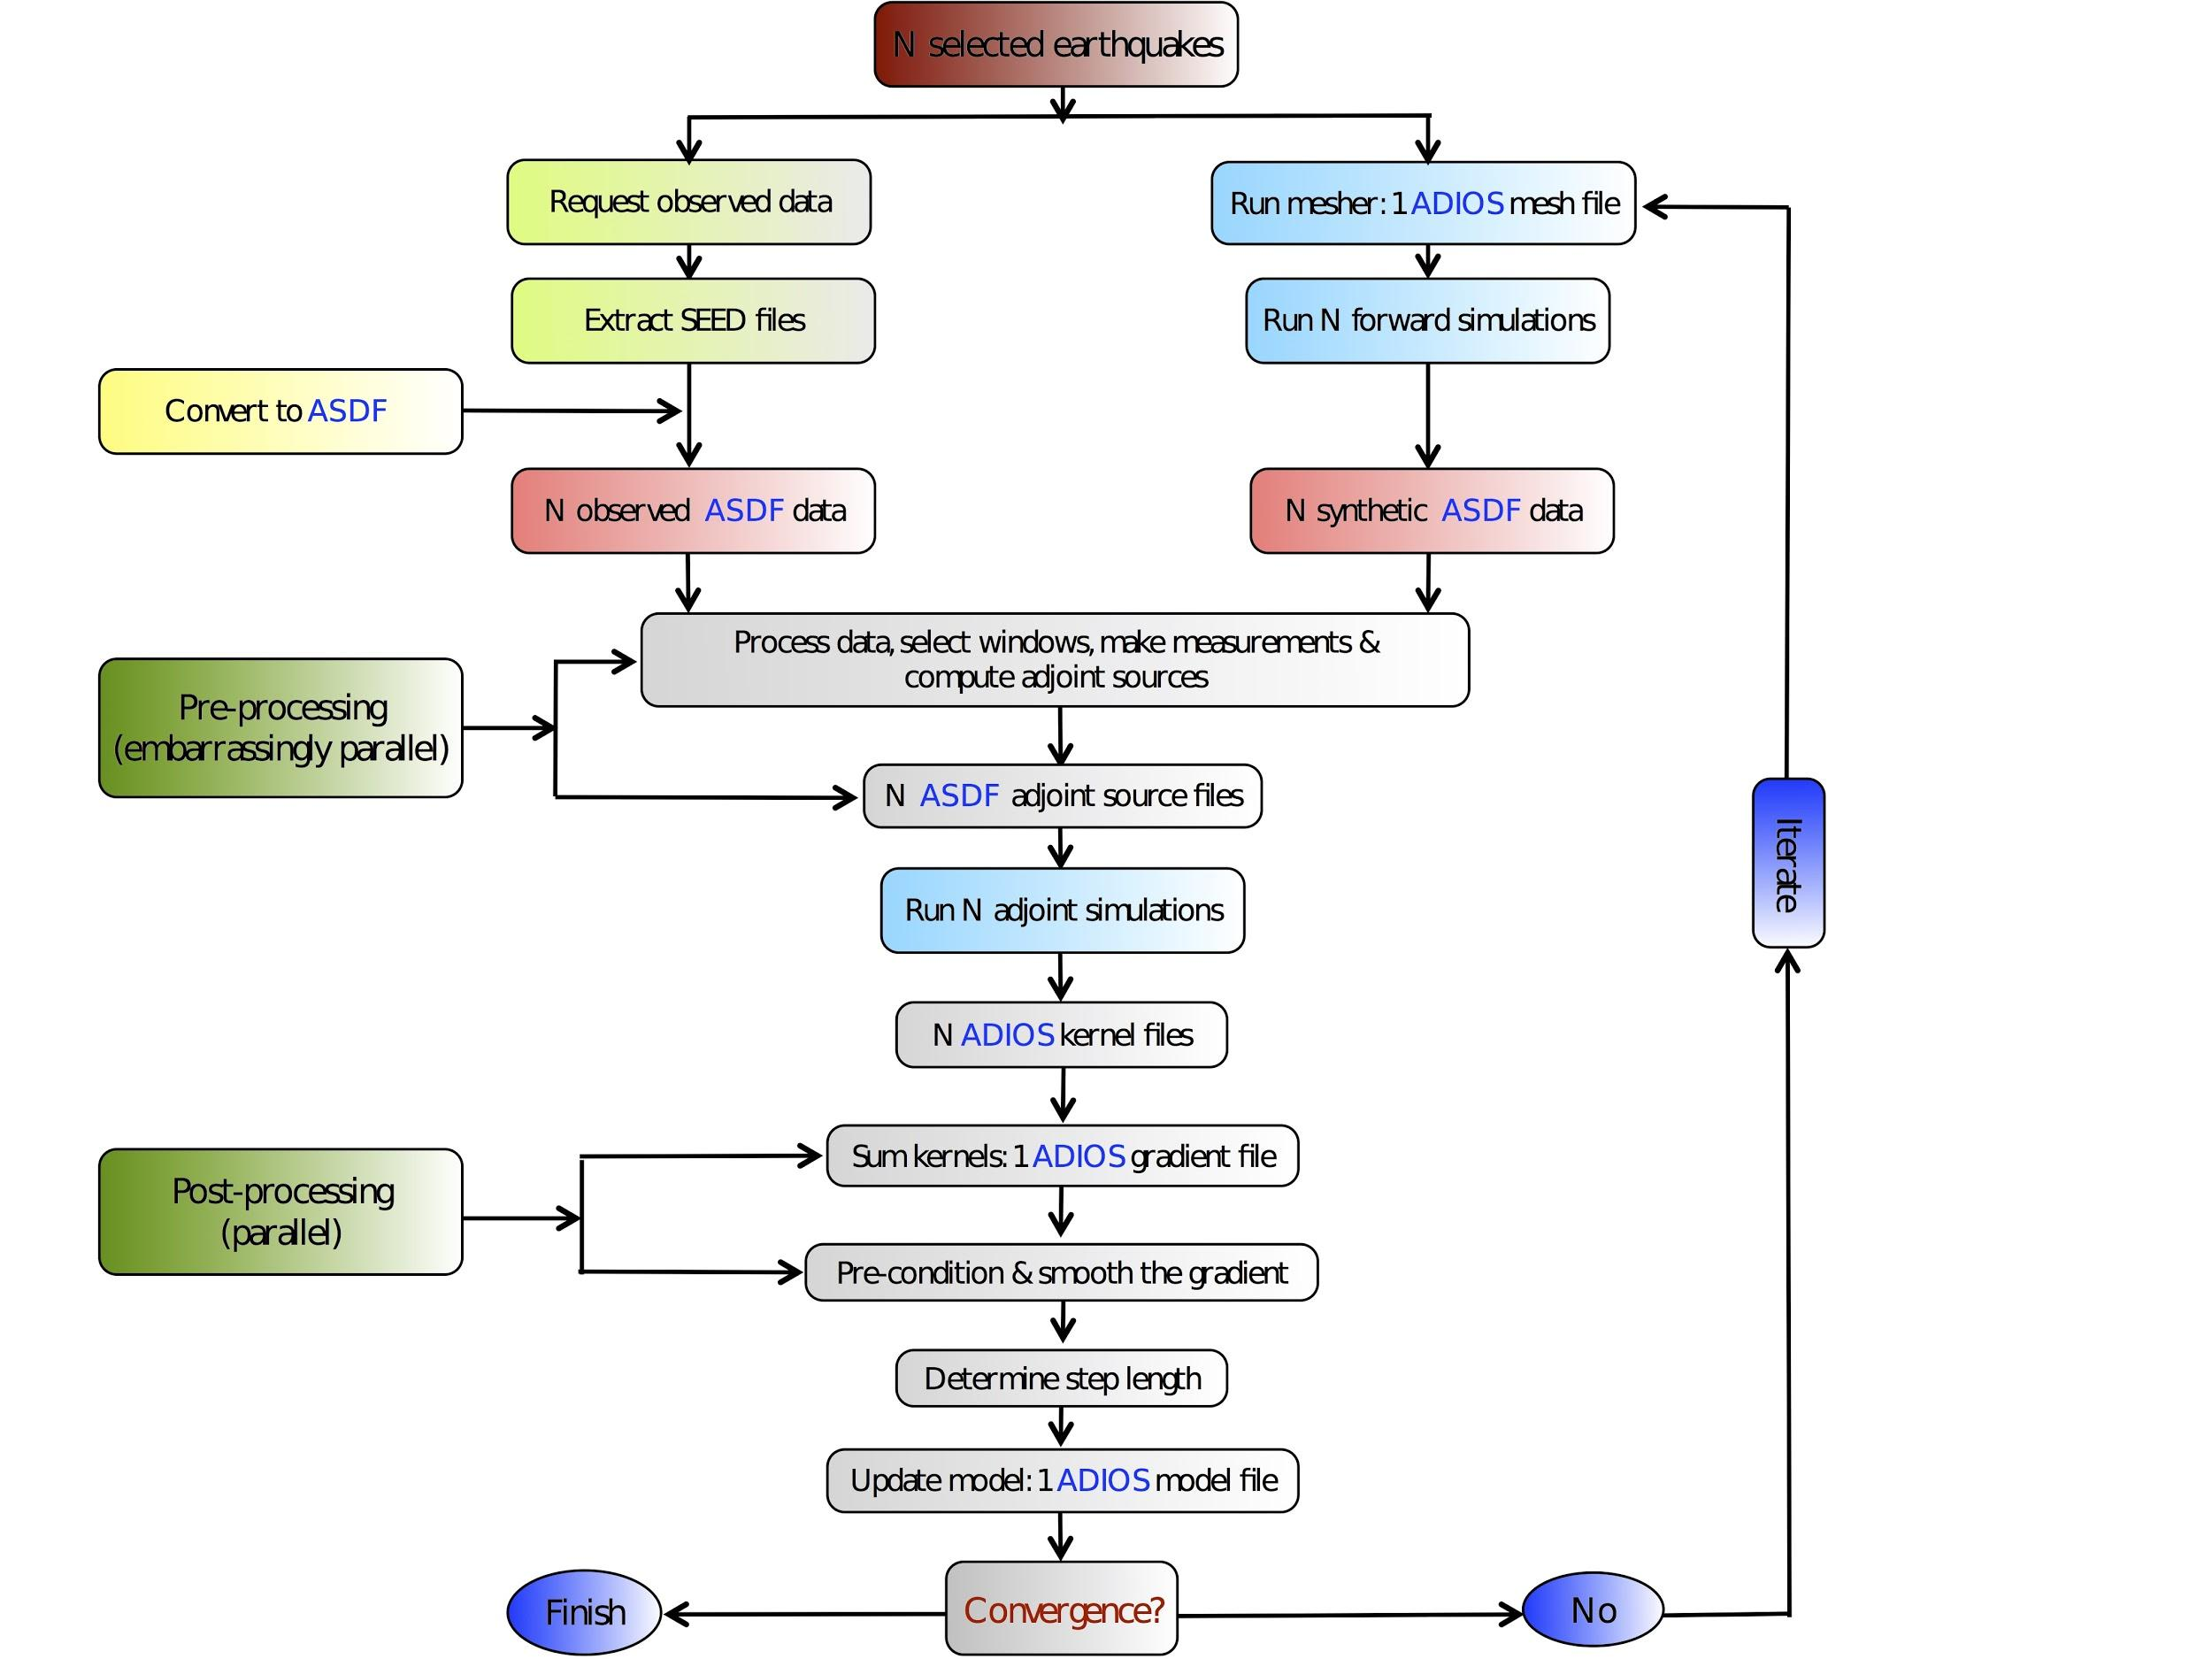 N selected earthquakes
Request observed data
Run mesher: 1 ADIOS mesh file
Extract SEED files
Run N forward simulations
Convert to ASDF
N observed ASDF data
N synthetic ASDF data
Process data, select windows, make measurements &
compute adjoint sources
Pre-processing
(embarrassingly parallel)
N ASDF adjoint source files
Iterate
Run N adjoint simulations
N ADIOS kernel files
Sum kernels: 1 ADIOS gradient file
Post-processing
(parallel)
Pre-condition & smooth the gradient
Determine step length
Update model: 1 ADIOS model file
Finish
Convergence?
No